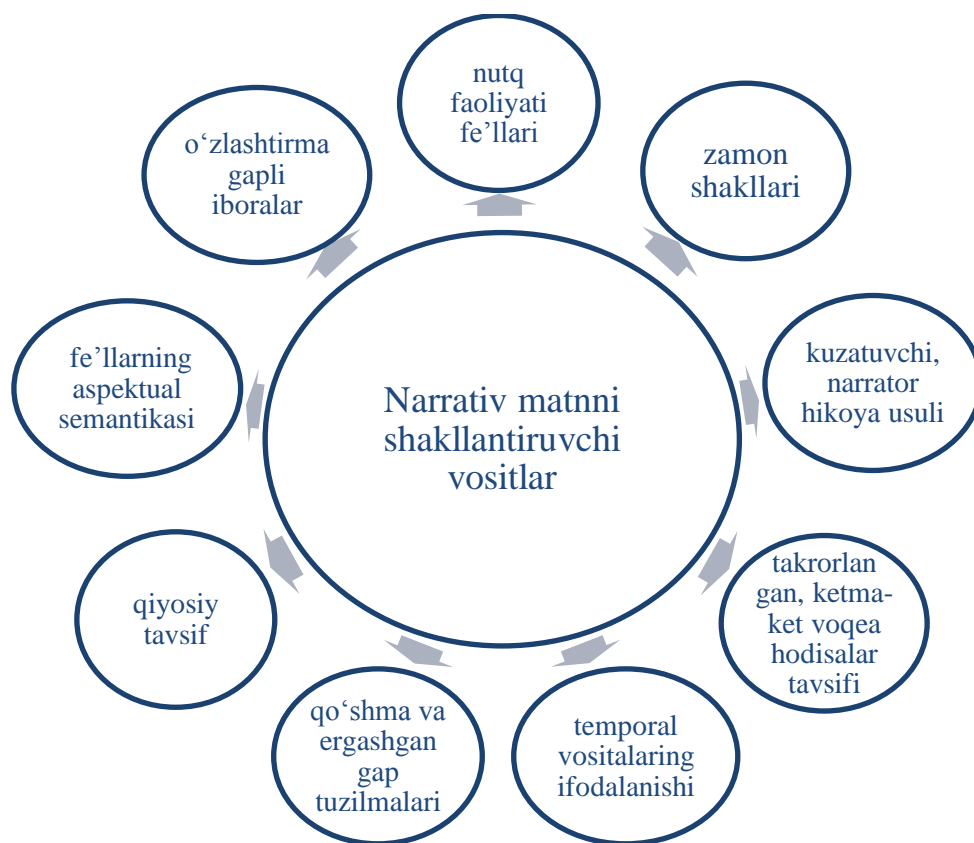 nutq
faoliyati
fe’llari
zamon
shakllari
kuzatuvchi,
narrator
hikoya usuli
takrorlan
gan, ketma-
ket voqea
hodisalar
tavsifi
temporal
vositalaring
ifodalanishi
qo‘shma va
ergashgan
gap
tuzilmalari
qiyosiy
tavsif
fe’llarning
aspektual
semantikasi
o‘zlashtirma
gapli
iboralar
Narrativ matnni
shakllantiruvchi
vositlar